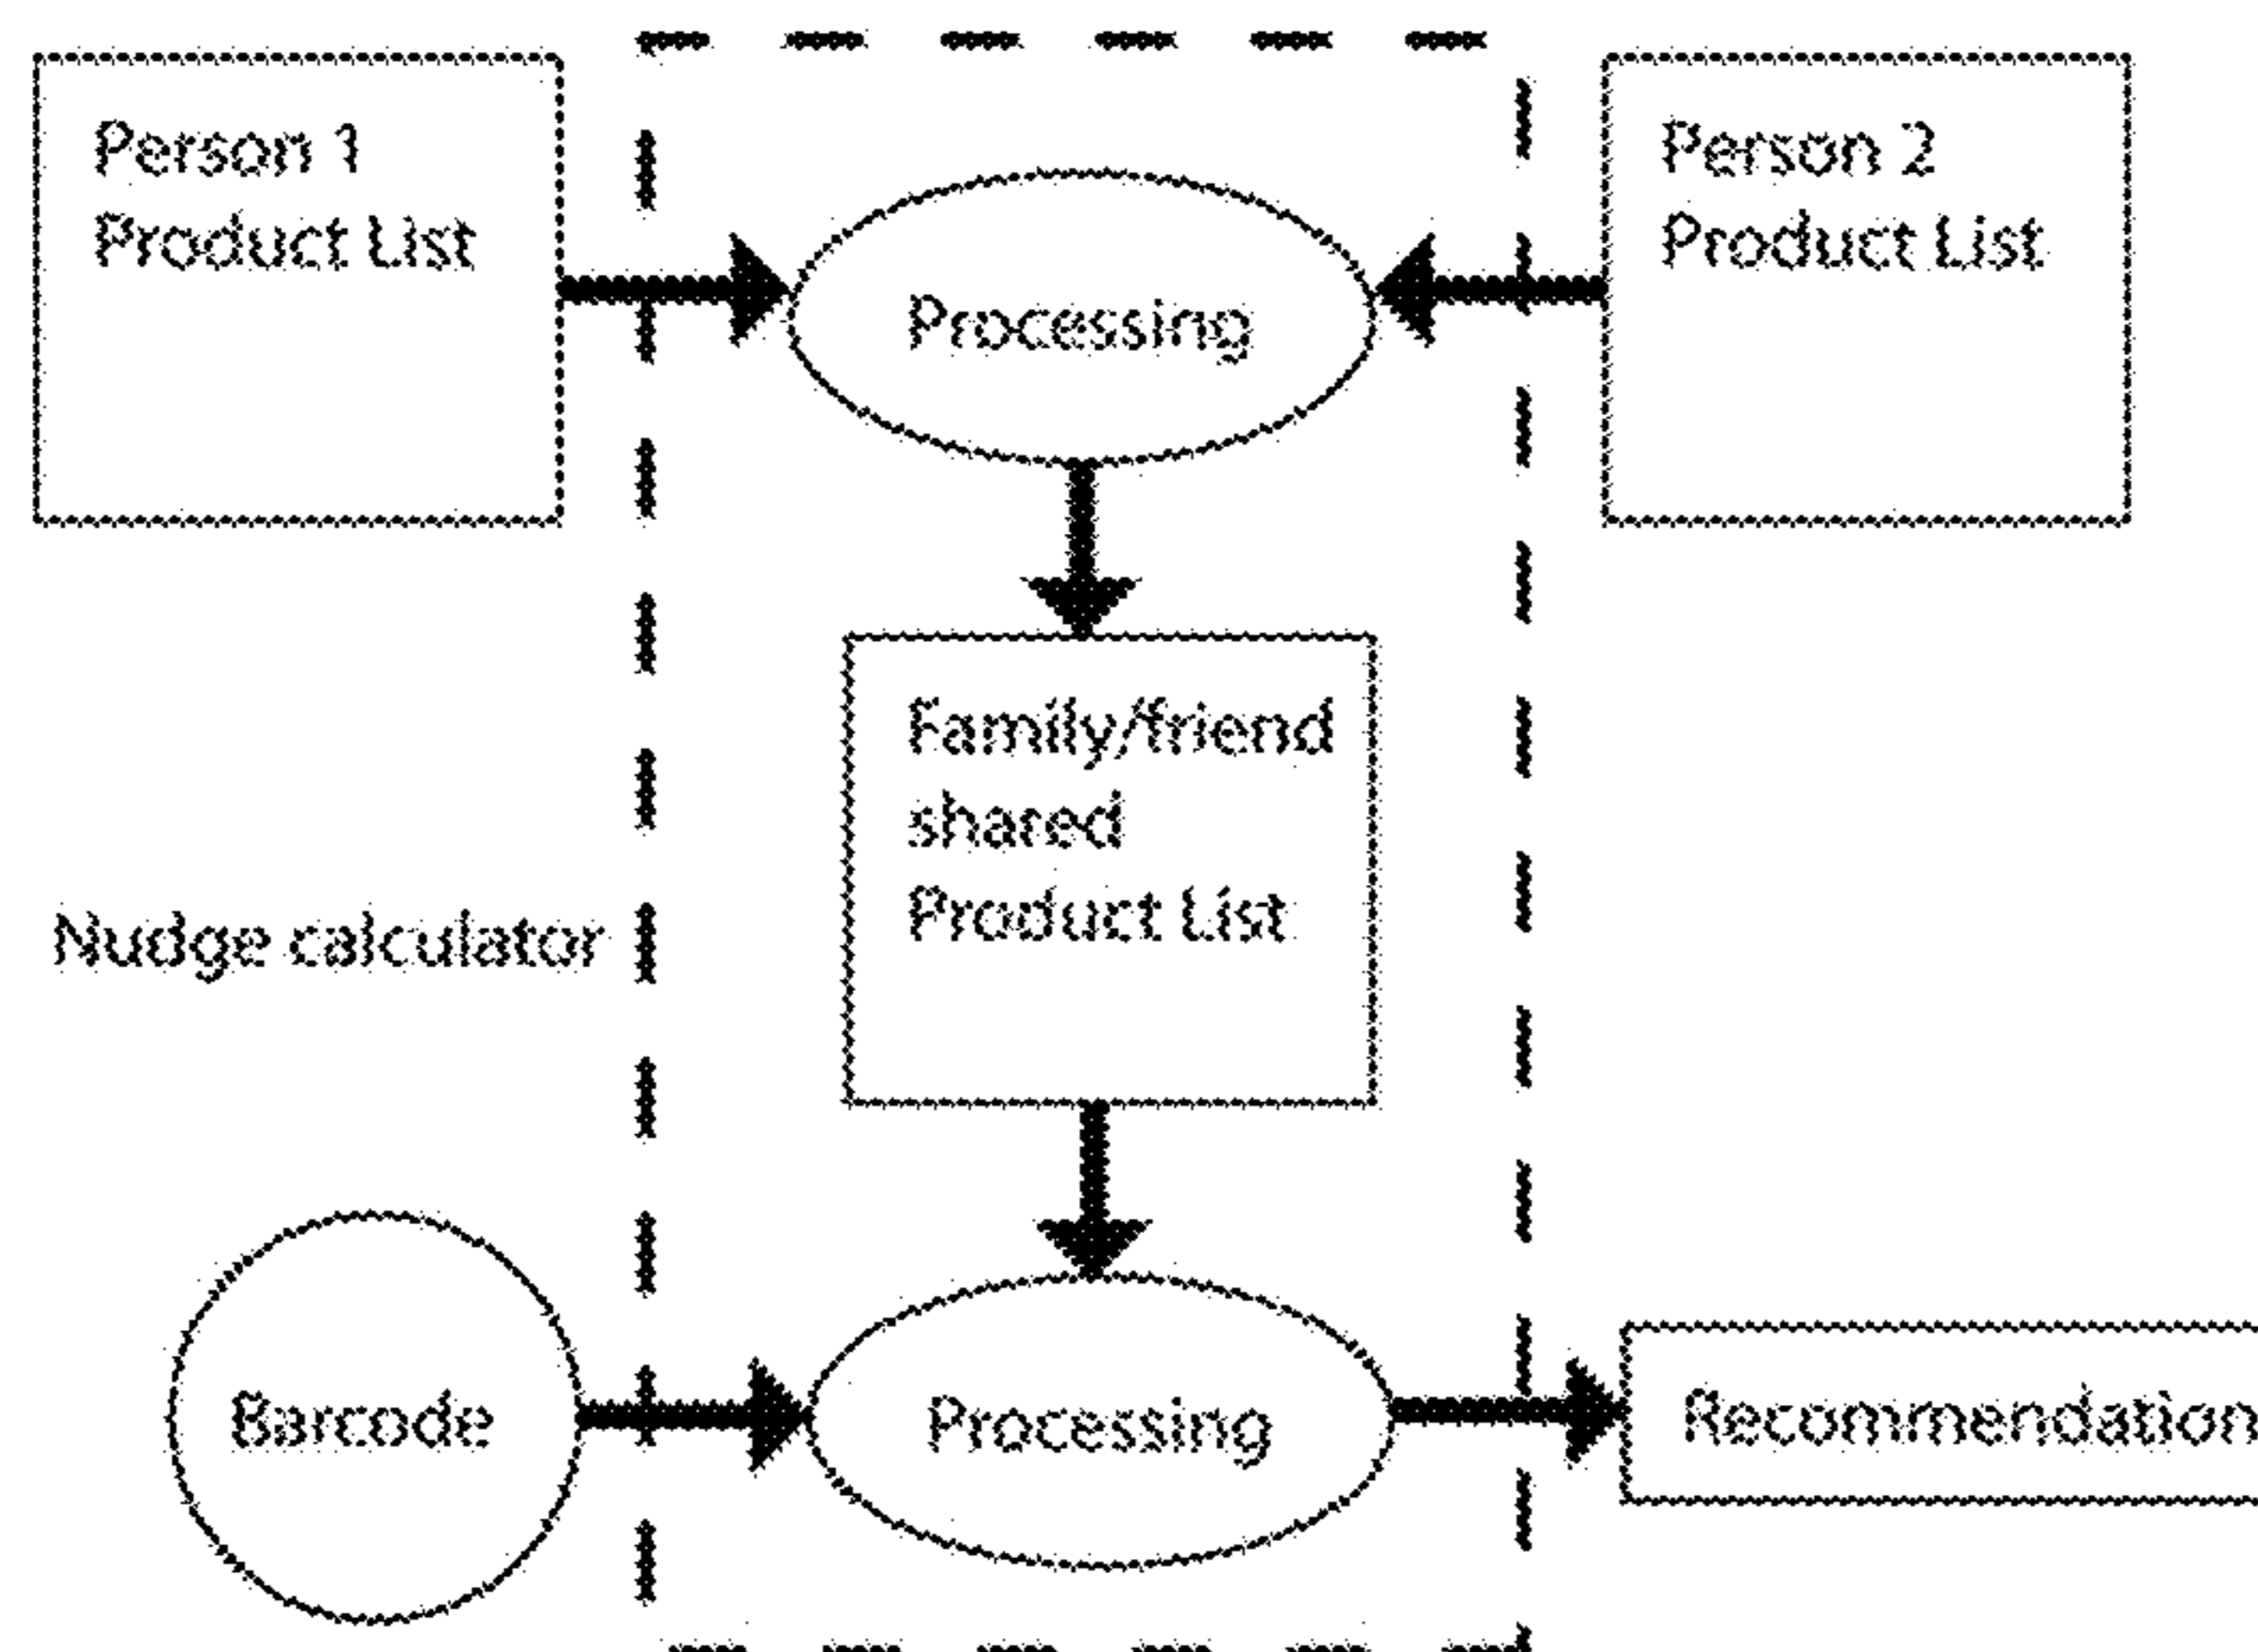 Person 1
Product List
Person 2
Product List
Processing
Family/friend
shared
Product List
Nudge calculator
Barcode
Processing
Recommendation